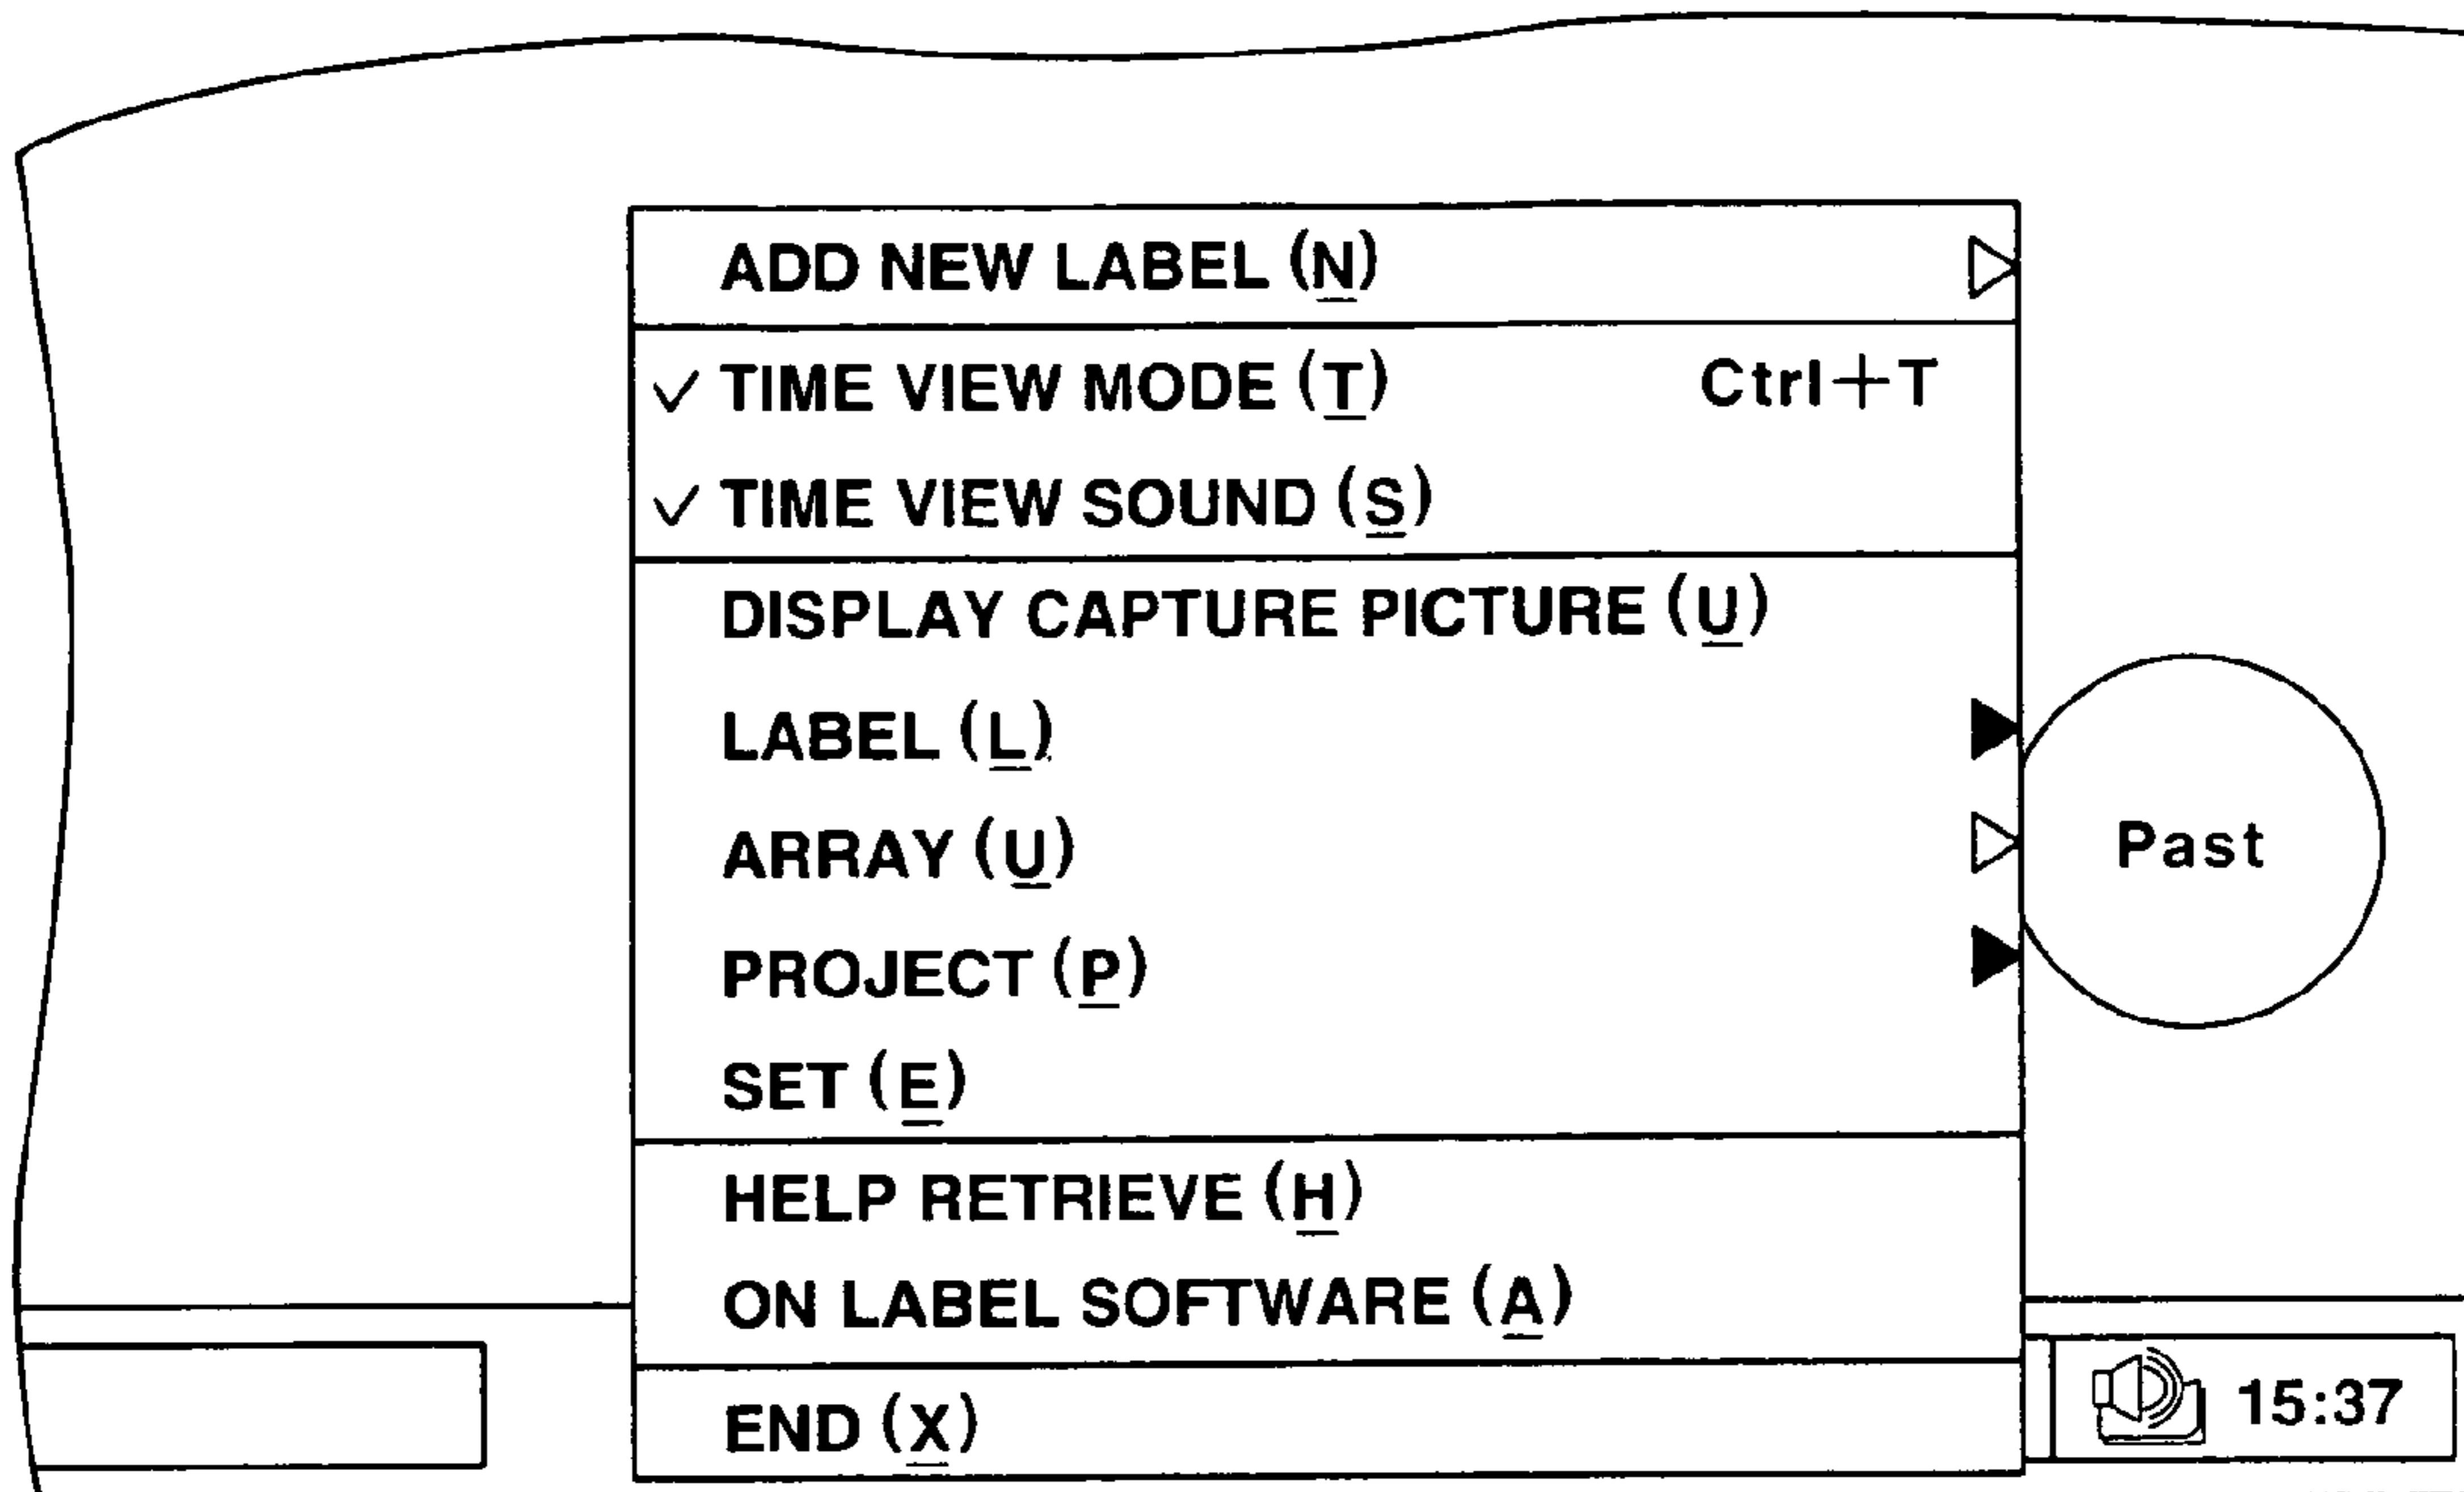 ADD NEW LABEL (N)
TIME VIEW MODE (T) Ctrl+T
TIME VIEW SOUND (S)
DISPLAY CAPTURE PICTURE (U)
LABEL (L)
ARRAY (U)
PROJECT (P)
SET (E)
HELP RETRIEVE (H)
ON LABEL SOFTWARE (A)
END (X)
Past
15:37